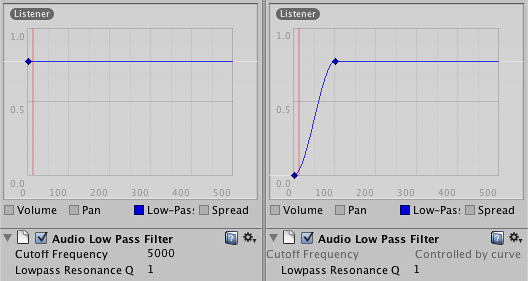 Listener
1.0
0.5
0.0
0 100 200 300 400 500
Volume Pan Low-Pas Spread
Audio Low Pass Filter
Cutoff Frequency 5000
Lowpass Resonance Q 1
Listener
1.0
0.5
0.0
0 100 200 300 400 500
Volume Pan Low-Pas Spread
Audio Low Pass Filter
Cutoff Frequency Controlled by curve
Lowpass Resonance Q 1